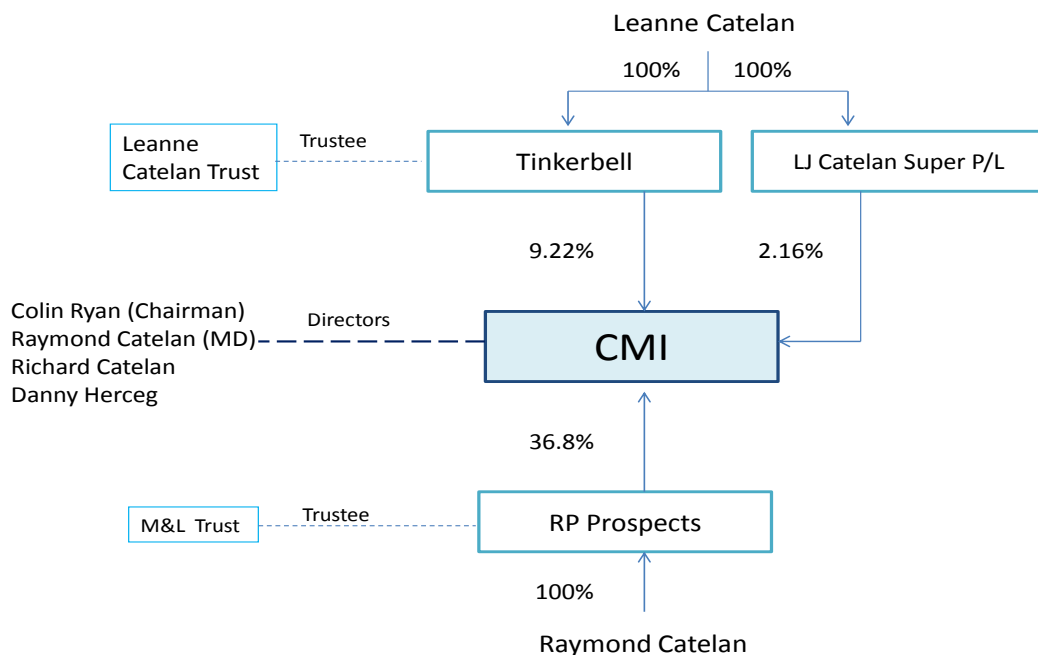 Leanne Catelan
100%
100%
Leanne
Catelan Trust
Trustee
Tinkerbell
LJ Catelan Super P/L
9.22%
2.16%
Colin Ryan (Chairman)
Raymond Catelan (MD)
Richard Catelan
Danny Herceg
Directors
CMI
36.8%
M&L Trust
Trustee
RP Prospects
100%
Raymond Catelan